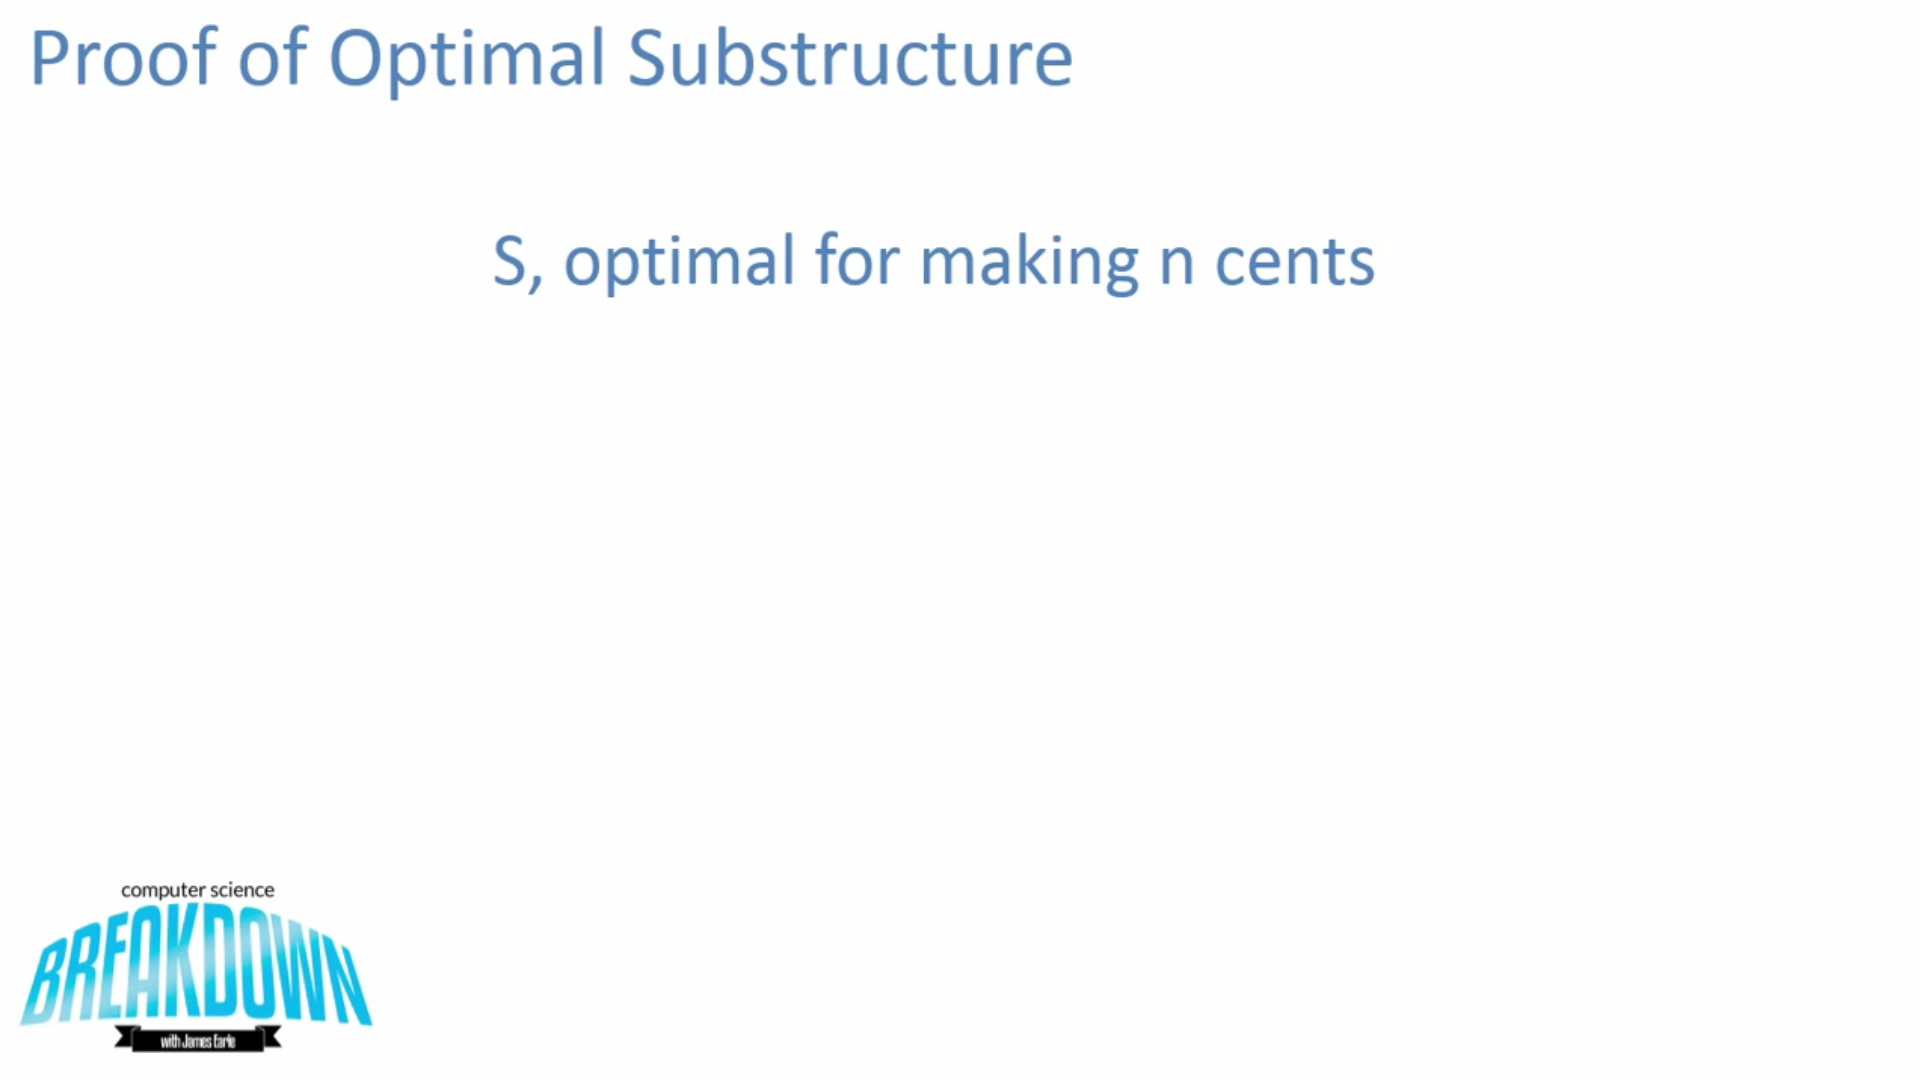 Proof of Optimal Substructure
S, optimal for making n cents
computer science
BREAKDOWN
with James Earle